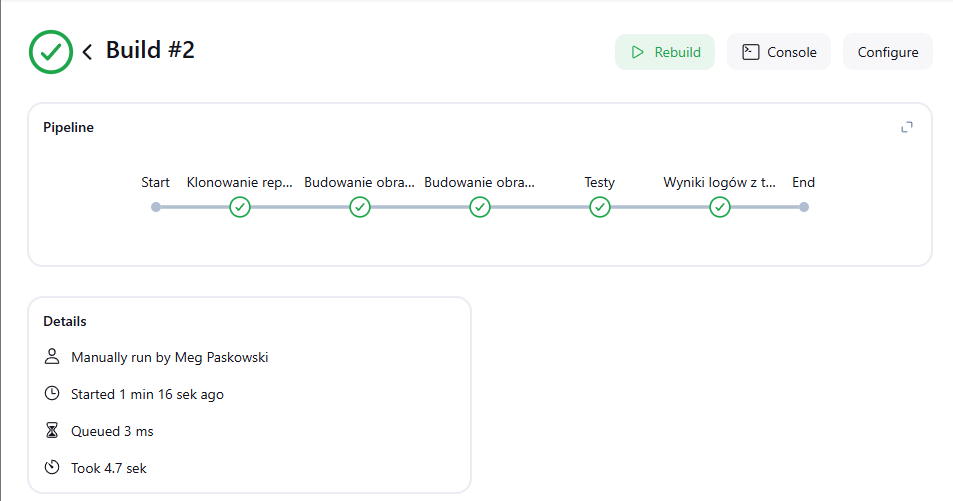 Build #2
Rebuild
Console
Configure
Pipeline
Start
Klonowanie rep...
Budowanie obra...
Budowanie obra...
Testy
Wyniki logów z t...
End
Details
Manually run by Meg Paskowski
Started 1 min 16 sek ago
Queued 3 ms
Took 4.7 sek